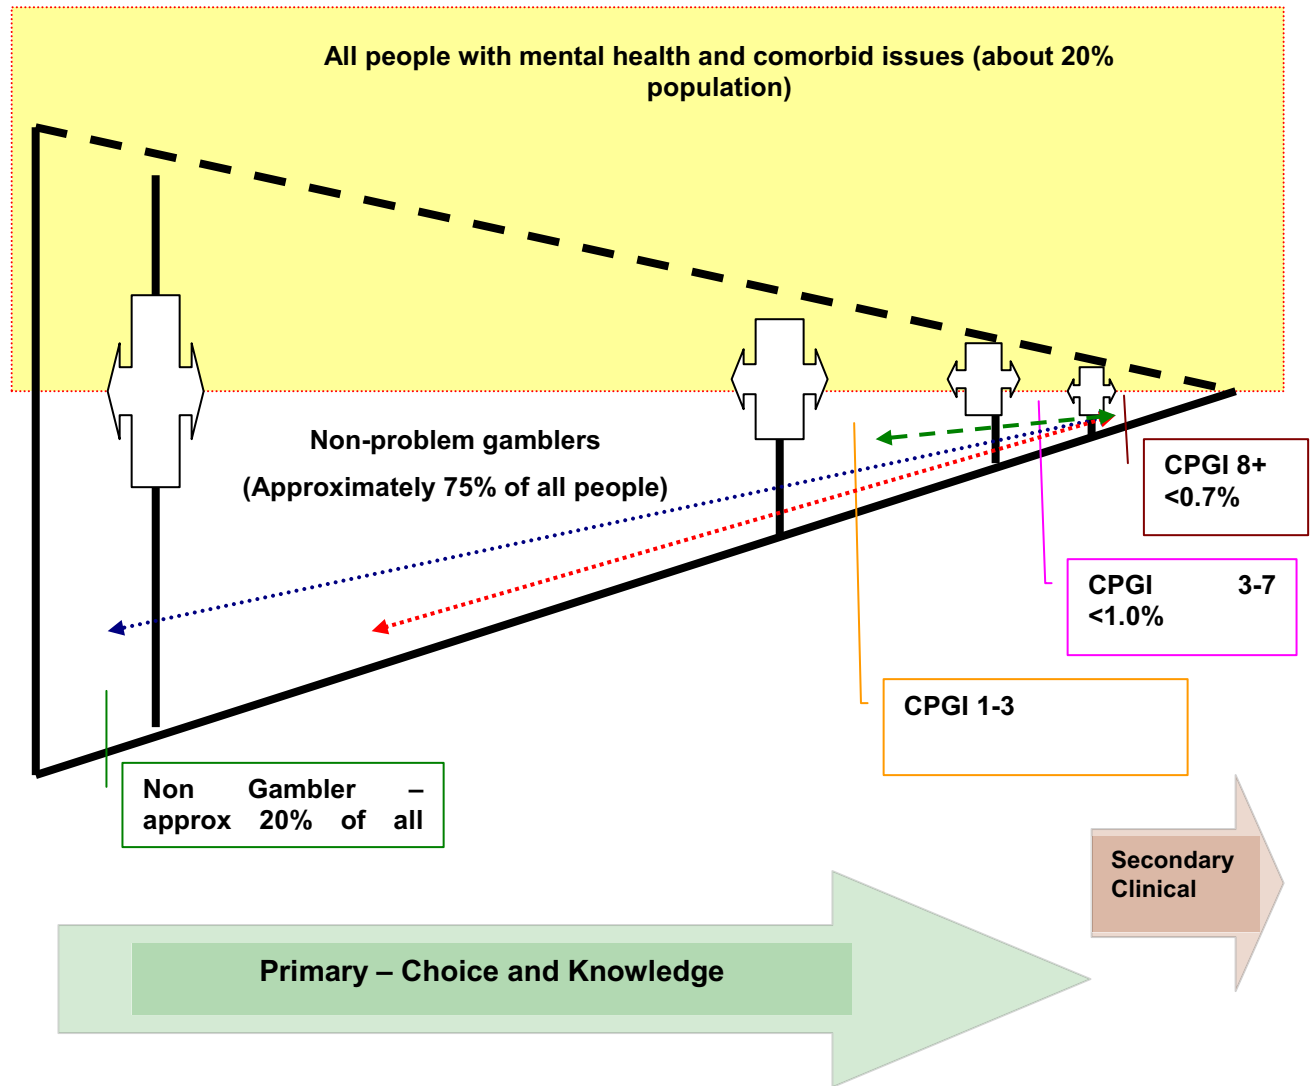 All people with mental health and comorbid issues (about 20%
population)
Non-problem gamblers
(Approximately 75% of all people)
CPGI 8+
<0.7%
CPGI 3-7
<1.0%
CPGI 1-3
Non Gambler –
approx 20% of all
Secondary
Clinical
Primary – Choice and Knowledge